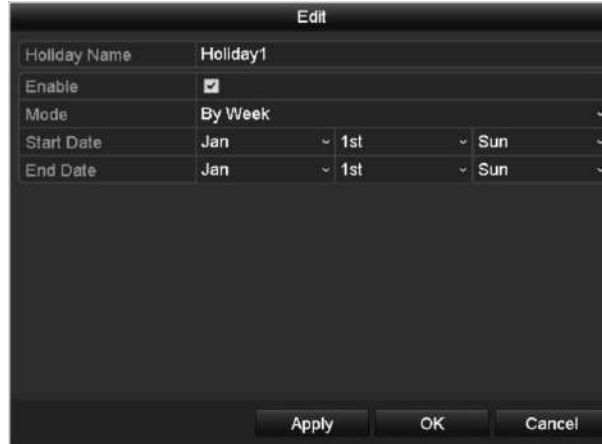 Edit
Holiday Name Holiday1
Enable
Mode By Week
Start Date Jan 1st Sun
End Date Jan 1st Sun
Apply OK Cancel